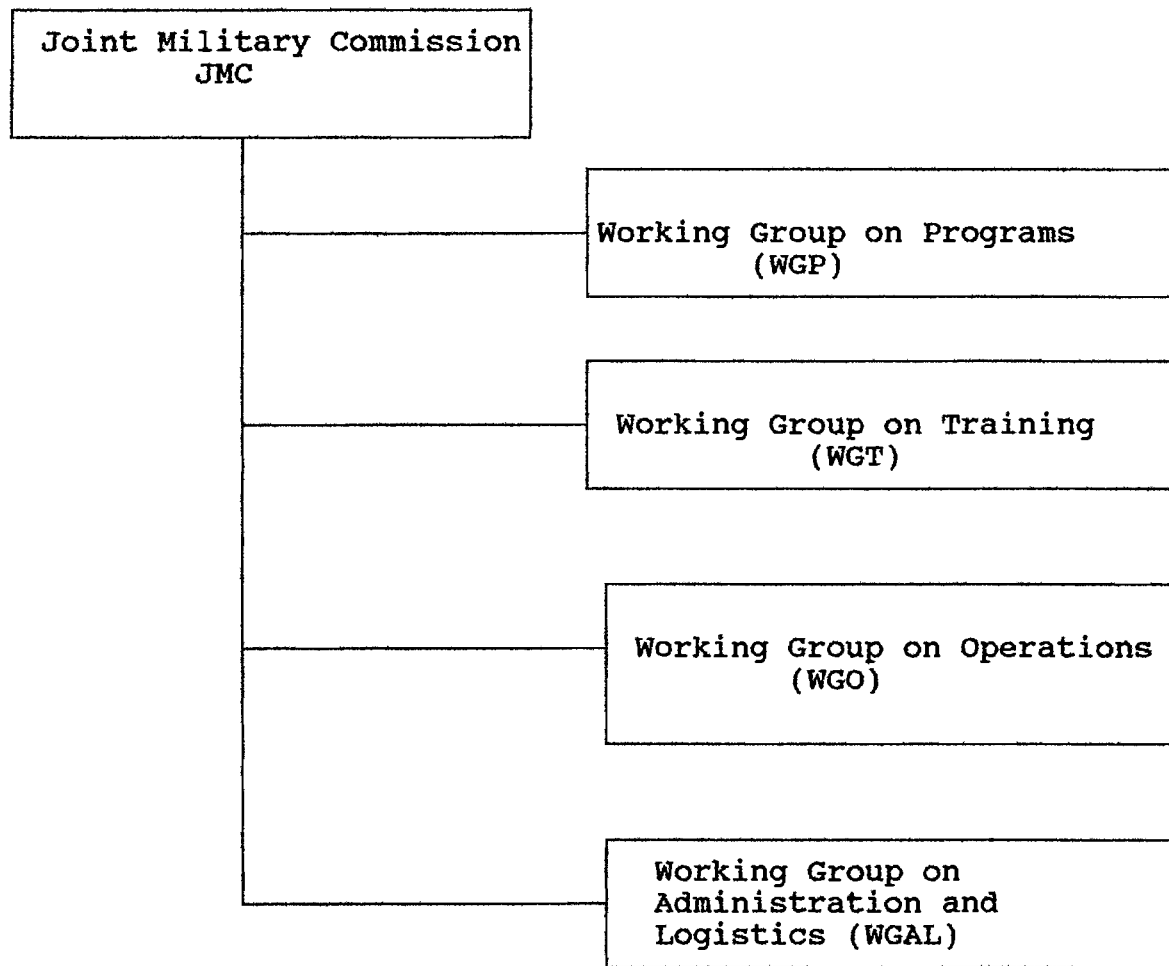 Joint Military Commission
JMC
Working Group on Programs
(WGP)
Working Group on Training
(WGT)
Working Group on Operations
(WGO)
Working Group on
Administration and
Logistics (WGAL)